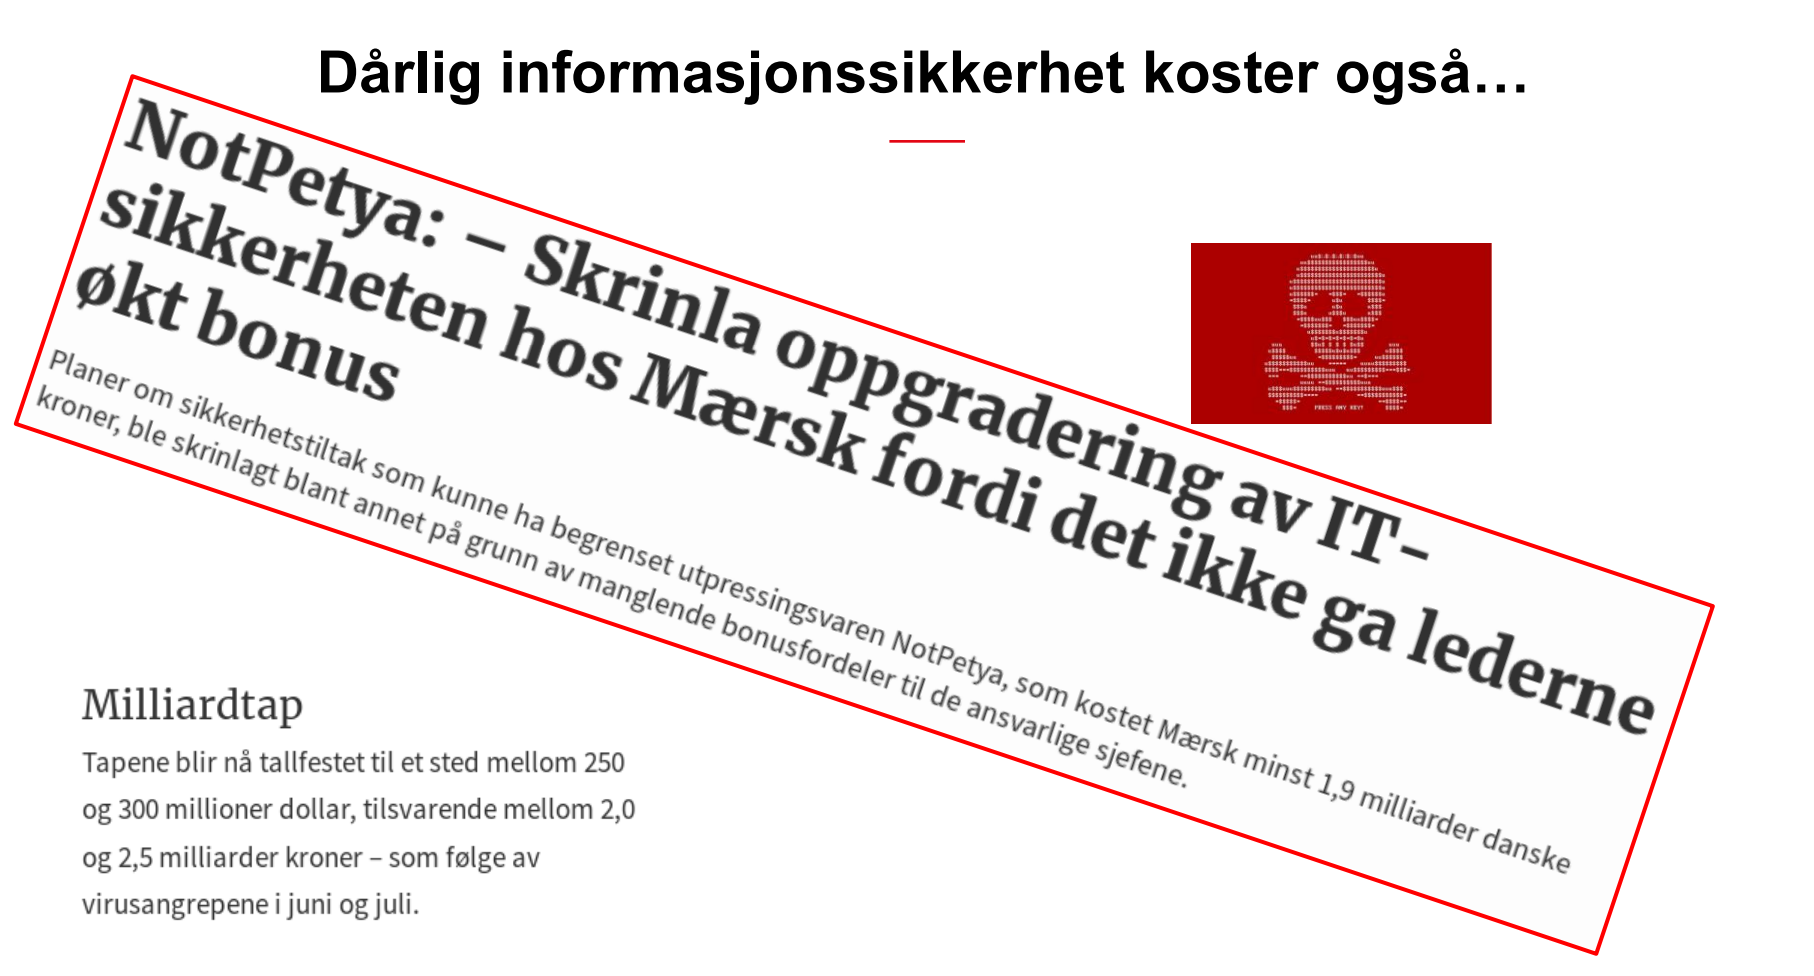 Dårlig informasjonssikkerhet koster også…
NotPetya: – Skrinla oppgradering av IT-
sikkerheten hos Mærsk fordi det ikke ga lederne
økt bonus
Planer om sikkerhetstiltak som kunne ha begrenset utpressingsvaren NotPetya, som kostet Mærsk minst 1,9 milliarder danske
kroner, ble skrinlagt blant annet på grunn av manglende bonusfordeler til de ansvarlige sjefene.
PRESS ANY KEY!
Milliardtap
Tapene blir nå tallfestet til et sted mellom 250
og 300 millioner dollar, tilsvarende mellom 2,0
og 2,5 milliarder kroner – som følge av
virusangrepene i juni og juli.